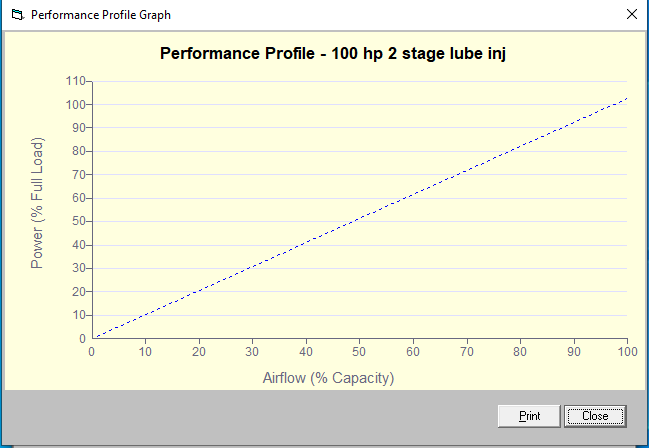 Performance Profile Graph
Performance Profile - 100 hp 2 stage lube inj
Power (% Full Load)
110
100
90
80
70
60
50
40
30
20
10
0
0 10 20 30 40 50 60 70 80 90 100
Airflow (% Capacity)
Print Close